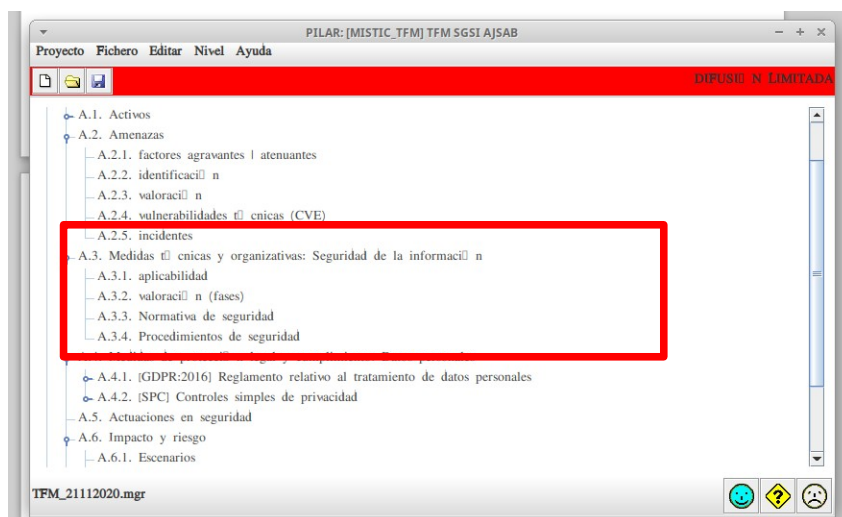 PILAR: [MISTIC_TFM] TFM SGSI AJSAB
Proyecto Fichero Editar Nivel Ayuda
DIFUSI▯ N LIMITADA
A.1. Activos
A.2. Amenazas
A.2.1. factores agravantes | atenuantes
A.2.2. identificaci▯ n
A.2.3. valoraci▯ n
A.2.4. vulnerabilidades t▯ cnicas (CVE)
A.2.5. incidentes
A.3. Medidas t▯ cnicas y organizativas: Seguridad de la informaci▯ n
A.3.1. aplicabilidad
A.3.2. valoraci▯ n (fases)
A.3.3. Normativa de seguridad
A.3.4. Procedimientos de seguridad
A.4.1. [GDPR:2016] Reglamento relativo al tratamiento de datos personales
A.4.2. [SPC] Controles simples de privacidad
A.5. Actuaciones en seguridad
A.6. Impacto y riesgo
A.6.1. Escenarios
TFM_21112020.mgr